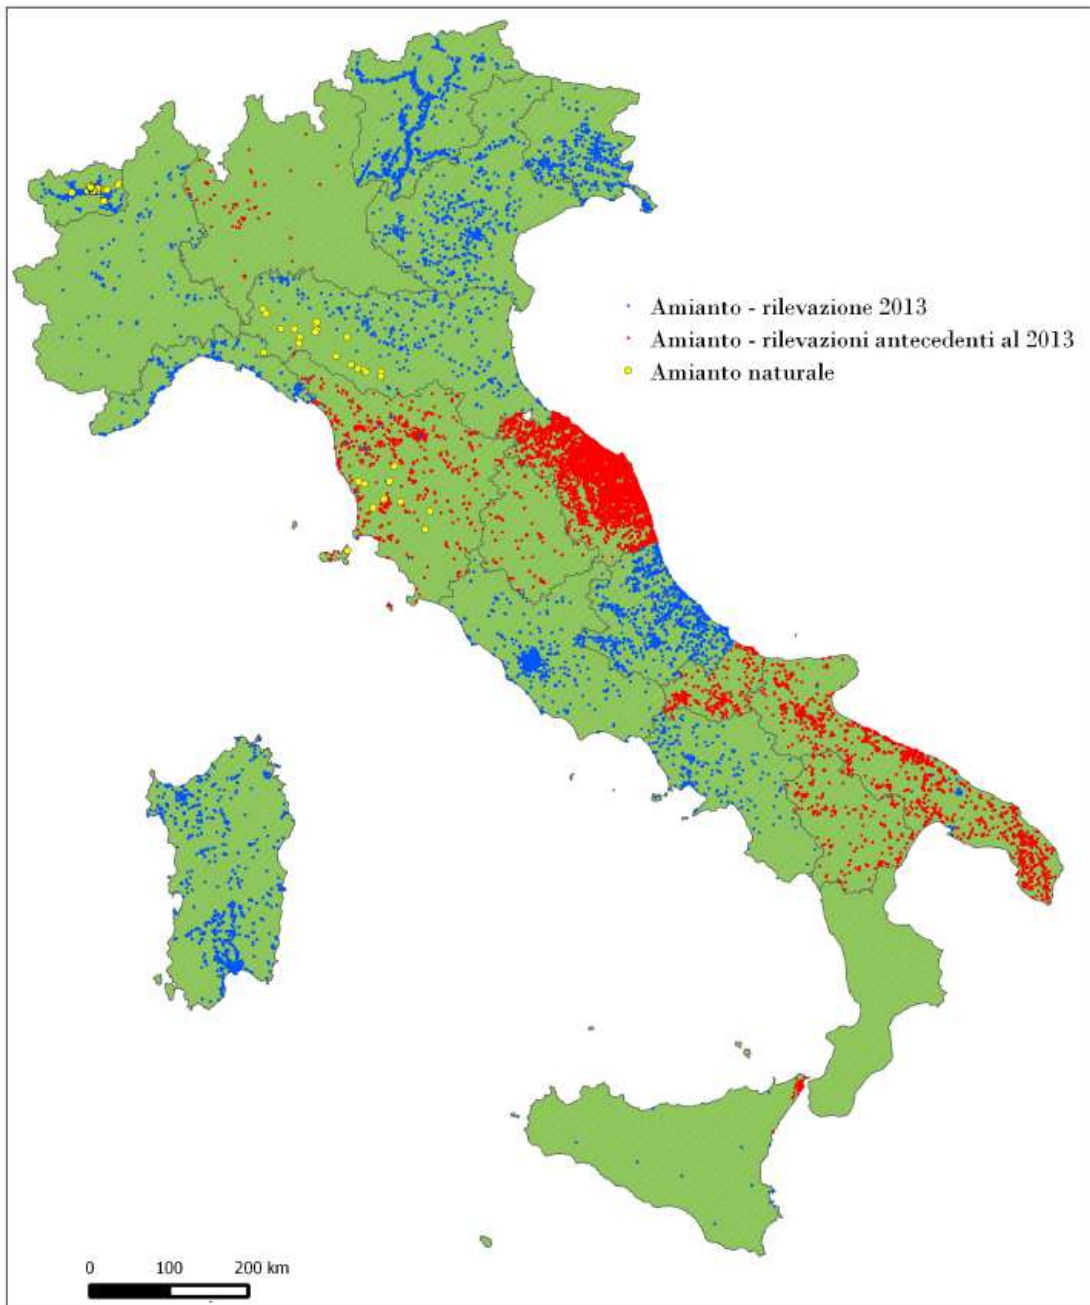 Amianto - rilevazione 2013
Amianto - rilevazioni antecedenti al 2013
Amianto naturale
0 100 200 km